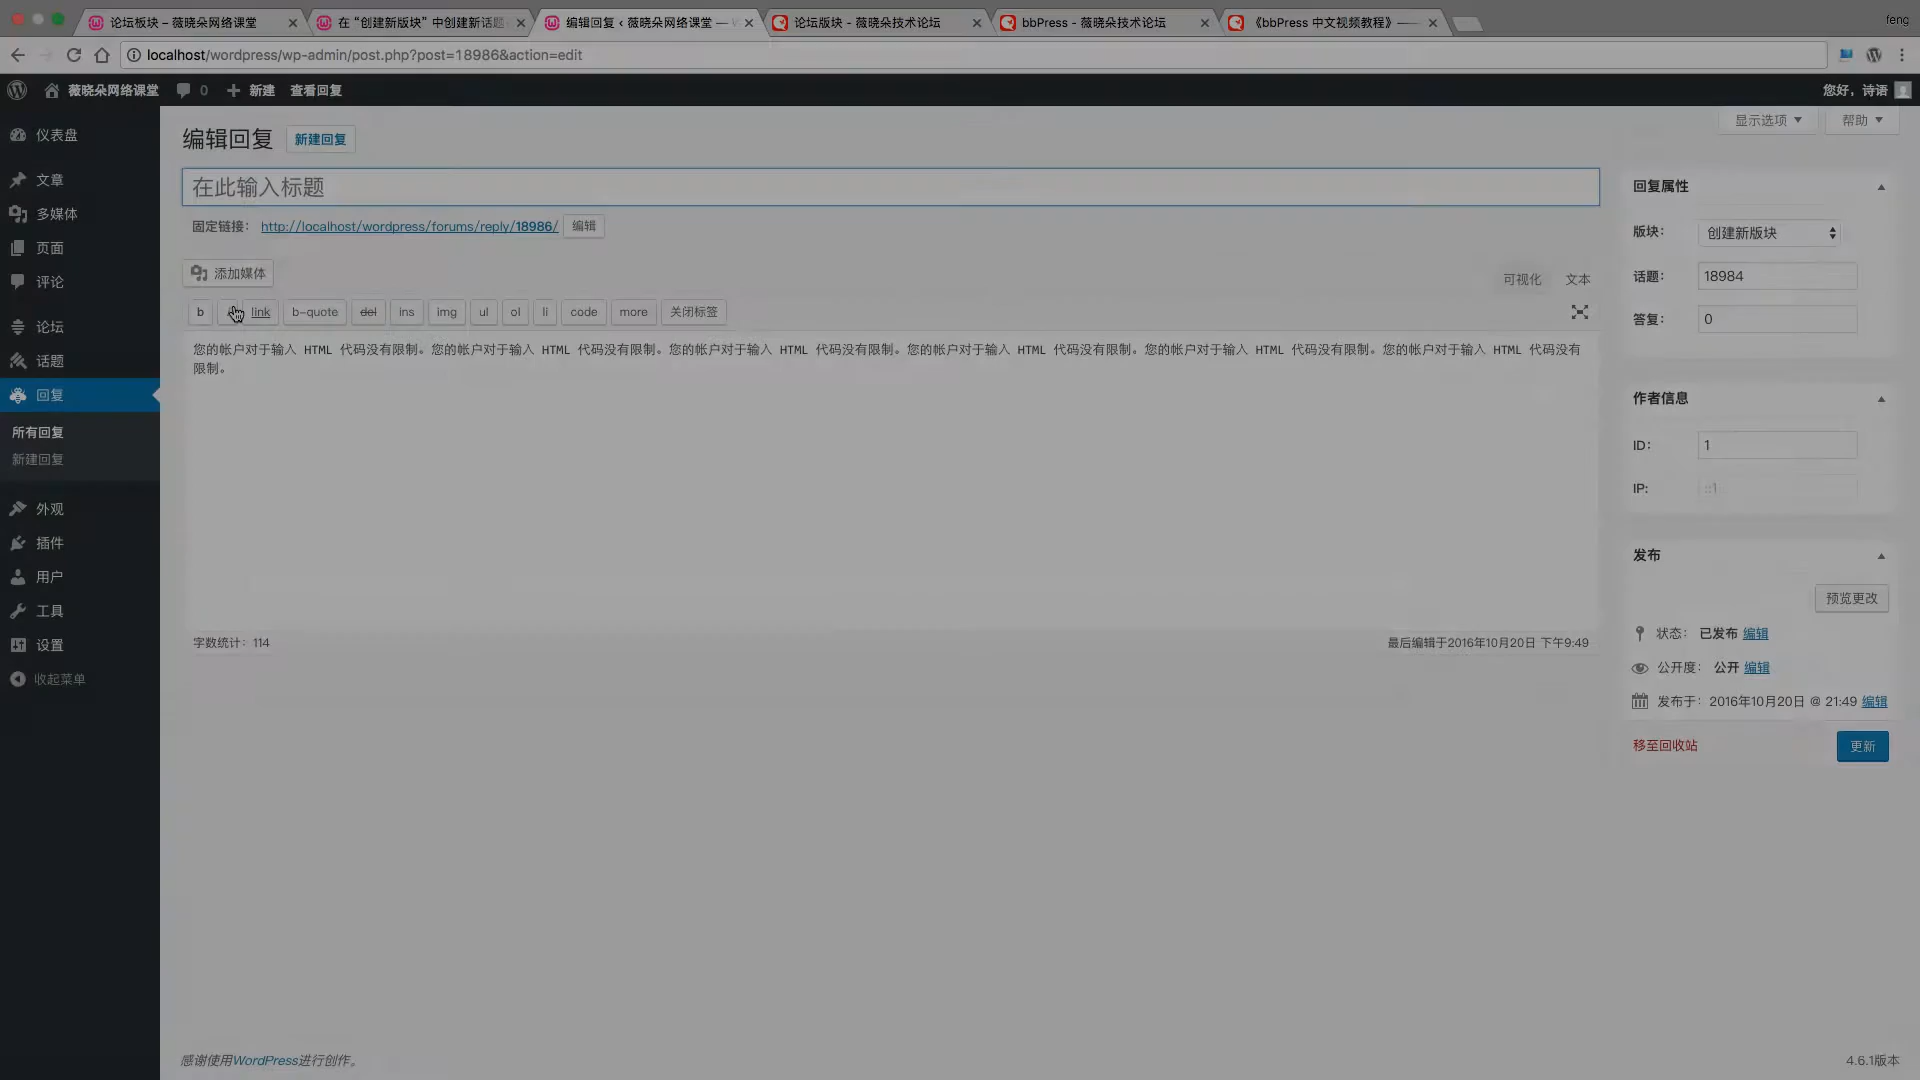 论坛板块 – 薇晓朵网络课堂
在“创建新版块”中创建新话题
编辑回复 ‹ 薇晓朵网络课堂 —
论坛版块 - 薇晓朵技术论坛
bbPress - 薇晓朵技术论坛
《bbPress 中文视频教程》——
feng
localhost/wordpress/wp-admin/post.php?post=18986&action=edit
薇晓朵网络课堂
0
新建
查看回复
您好，诗语
仪表盘
文章
多媒体
页面
评论
论坛
话题
回复
所有回复
新建回复
外观
插件
用户
工具
设置
收起菜单
显示选项
帮助
编辑回复
新建回复
在此输入标题
固定链接： http://localhost/wordpress/forums/reply/18986/ 编辑
添加媒体
可视化
文本
b
link
b-quote
del
ins
img
ul
ol
li
code
more
关闭标签
您的帐户对于输入 HTML 代码没有限制。您的帐户对于输入 HTML 代码没有限制。您的帐户对于输入 HTML 代码没有限制。您的帐户对于输入 HTML 代码没有限制。您的帐户对于输入 HTML 代码没有限制。您的帐户对于输入 HTML 代码没有
限制。
字数统计：114
最后编辑于2016年10月20日 下午9:49
回复属性
版块： 创建新版块
话题： 18984
答复： 0
作者信息
ID： 1
IP: ::1
发布
预览更改
状态： 已发布 编辑
公开度： 公开 编辑
发布于：2016年10月20日 @ 21:49 编辑
移至回收站
更新
感谢使用WordPress进行创作。
4.6.1版本